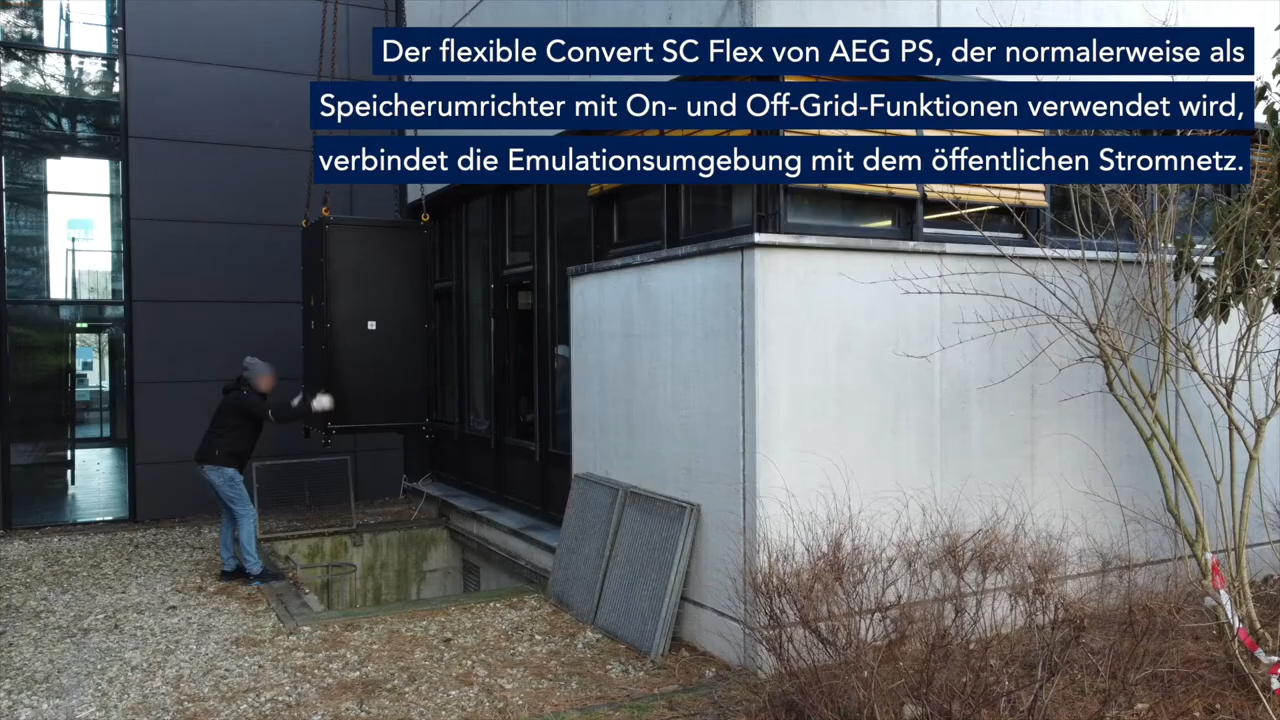 Der flexible Convert SC Flex von AEG PS, der normalerweise als
Speicherumrichter mit On- und Off-Grid-Funktionen verwendet wird,
verbindet die Emulationsumgebung mit dem öffentlichen Stromnetz.